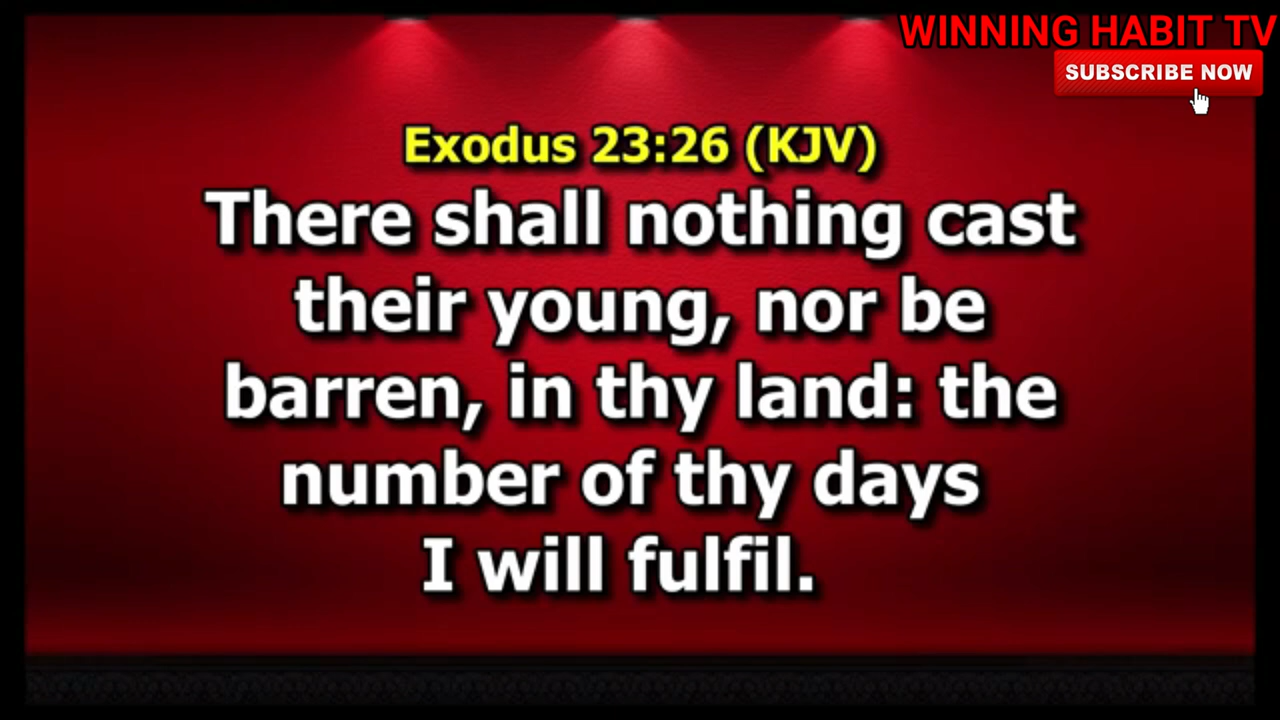 WINNING HABIT TV
SUBSCRIBE NOW
Exodus 23:26 (KJV)
There shall nothing cast
their young, nor be
barren, in thy land: the
number of thy days
I will fulfil.